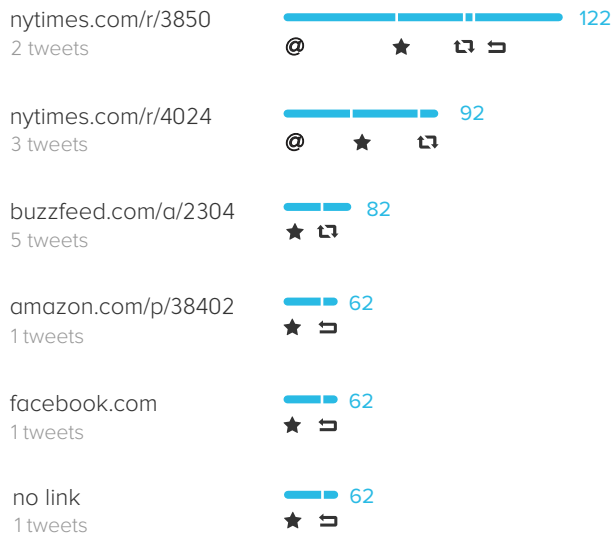 nytimes.com/r/3850
122
2 tweets
@
nytimes.com/r/4024
92
3 tweets
@
buzzfeed.com/a/2304
82
5 tweets
amazon.com/p/38402
62
1 tweets
facebook.com
62
1 tweets
no link
62
1 tweets